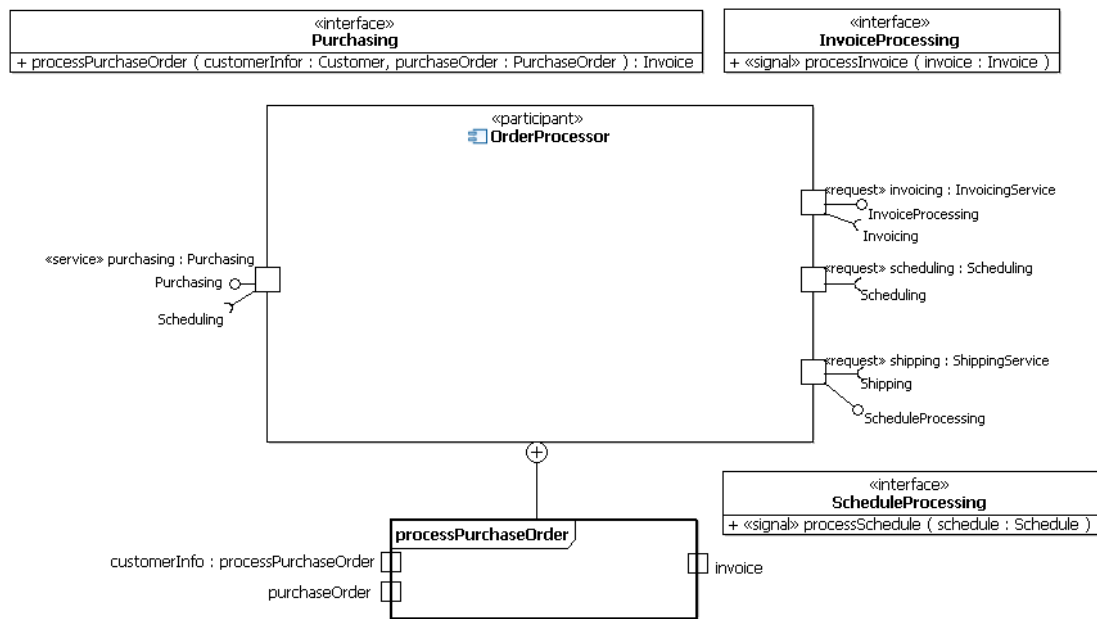 «interface»
Purchasing
+ processPurchaseOrder ( customerInfor : Customer, purchaseOrder : PurchaseOrder ) : Invoice
«interface»
InvoiceProcessing
+ «signal» processInvoice ( invoice : Invoice )
«participant»
OrderProcessor
«request» invoicing : InvoicingService
InvoiceProcessing
Invoicing
«service» purchasing : Purchasing
Purchasing
Scheduling
«request» scheduling : Scheduling
Scheduling
«request» shipping : ShippingService
Shipping
ScheduleProcessing
«interface»
ScheduleProcessing
+ «signal» processSchedule ( schedule : Schedule )
processPurchaseOrder
customerInfo : processPurchaseOrder
purchaseOrder
invoice